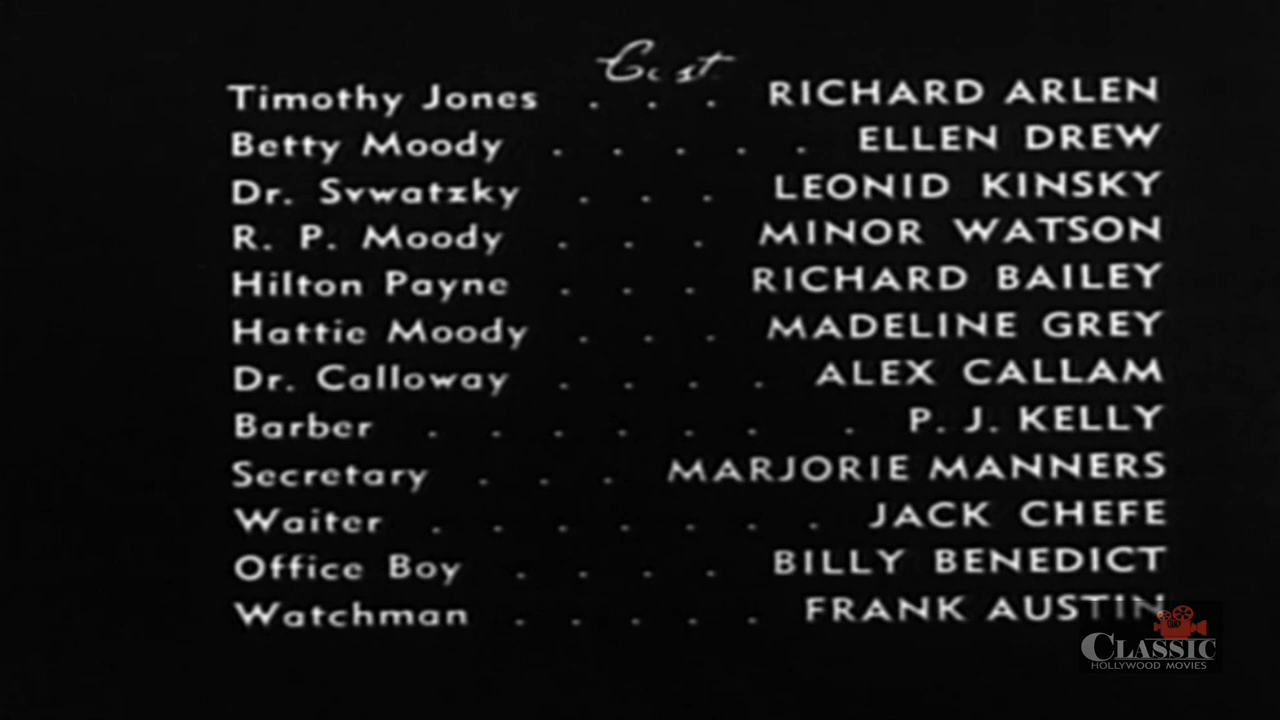 Cast
Timothy Jones . . . RICHARD ARLEN
Betty Moody . . . . . ELLEN DREW
Dr. Svwatzky . . . LEONID KINSKY
R. P. Moody . . . MINOR WATSON
Hilton Payne . . . RICHARD BAILEY
Hattie Moody . . . MADELINE GREY
Dr. Calloway . . . . ALEX CALLAM
Barber . . . . . . . P. J. KELLY
Secretary . . . MARJORIE MANNERS
Waiter . . . . . . . JACK CHEFE
Office Boy . . . . BILLY BENEDICT
Watchman . . . . . FRANK AUSTIN
CLASSIC
HOLLYWOOD MOVIES